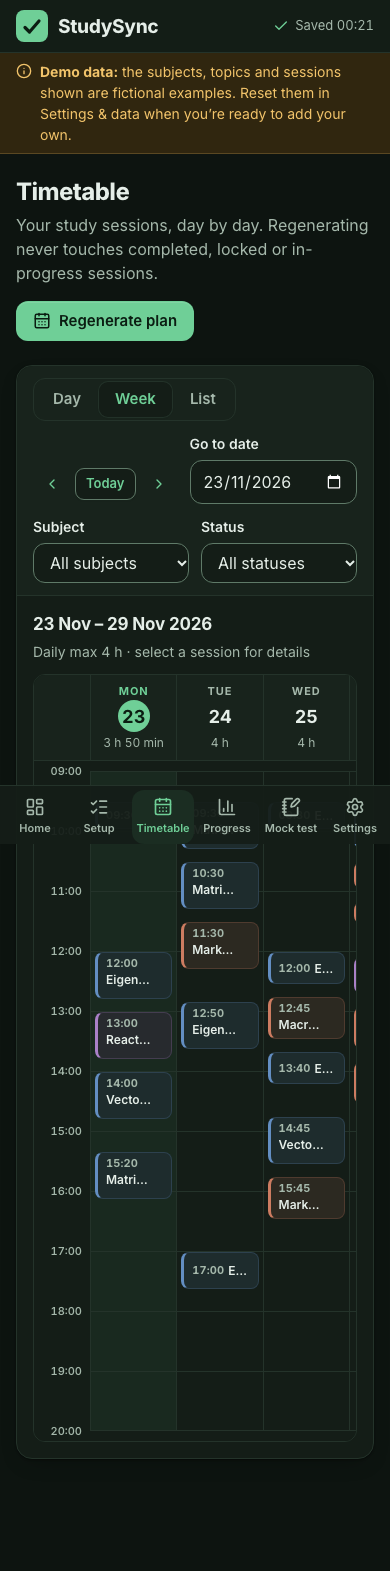 StudySync
Saved 00:21
Demo data: the subjects, topics and sessions
shown are fictional examples. Reset them in
Settings & data when you're ready to add your
own.
Timetable
Your study sessions, day by day. Regenerating
never touches completed, locked or in-
progress sessions.
Regenerate plan
Day
Week
List
Go to date
Today
23/11/2026
Subject
Status
All subjects
All statuses
23 Nov – 29 Nov 2026
Daily max 4 h · select a session for details
MON
TUE
WED
23
24
25
3 h 50 min
4 h
4 h
09:00
Home
Setup
Timetable
Progress
Mock test
Settings
10:30
Matri...
11:00
11:30
Mark...
12:00
12:00
Eigen...
12:00 E...
12:50
Eigen...
12:45
Macr...
13:00
13:00
React...
13:40 E...
14:00
14:00
Vecto...
14:45
Vecto...
15:00
15:20
Matri...
15:45
Mark...
16:00
17:00
17:00 E...
18:00
19:00
20:00